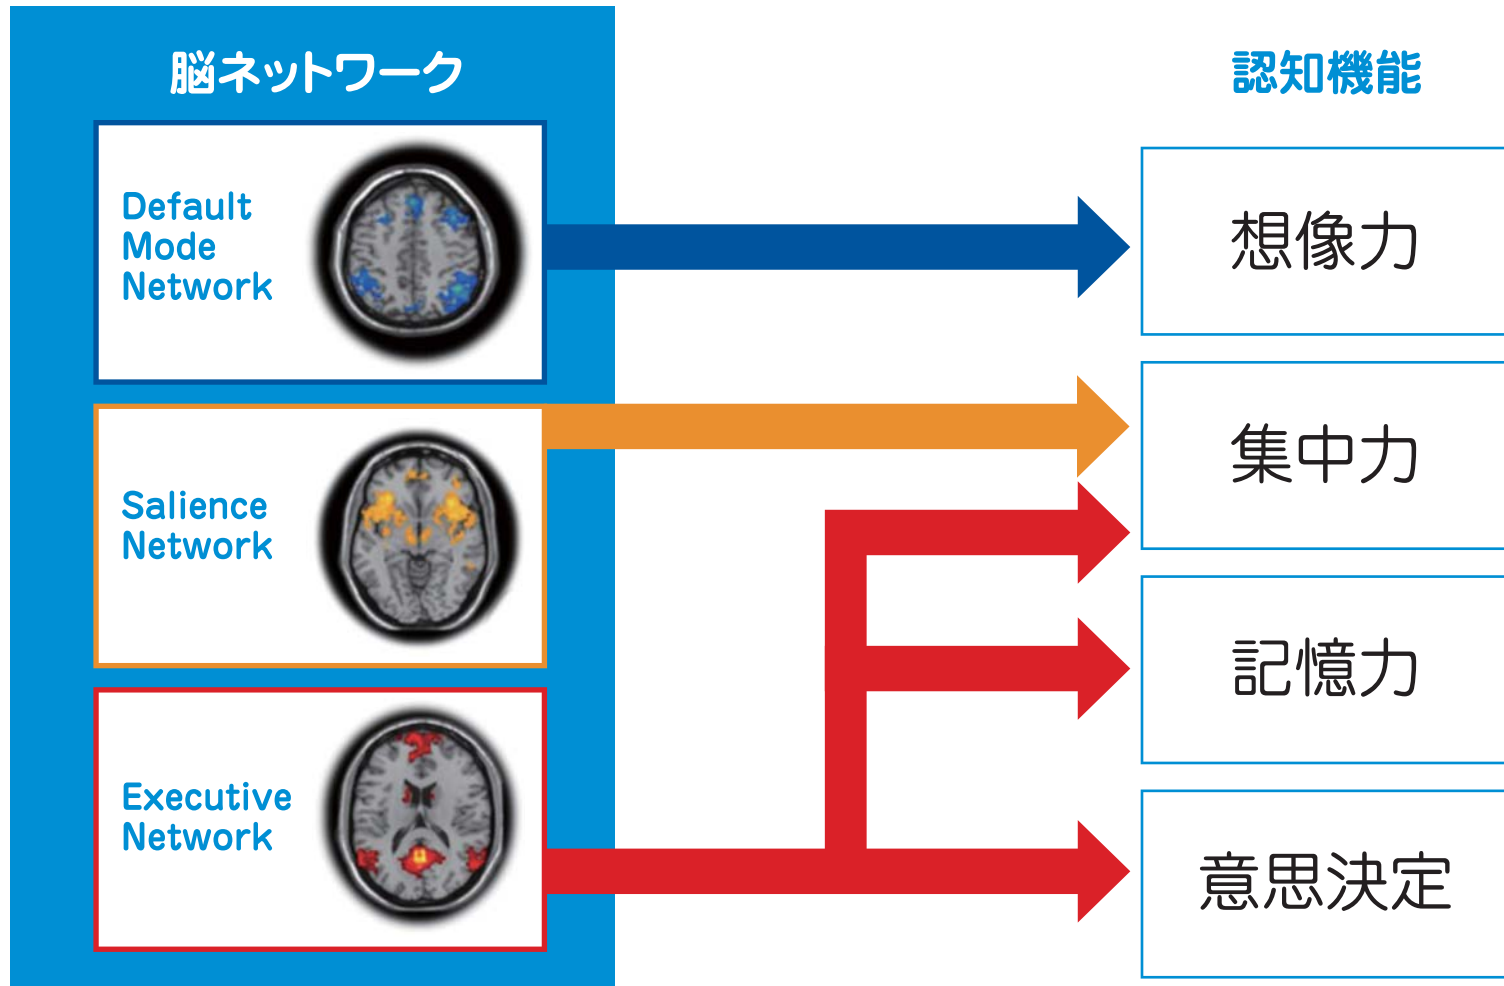 脳ネットワーク
認知機能
Default
Mode
Network
想像力
Salience
Network
集中力
記憶力
Executive
Network
意思決定